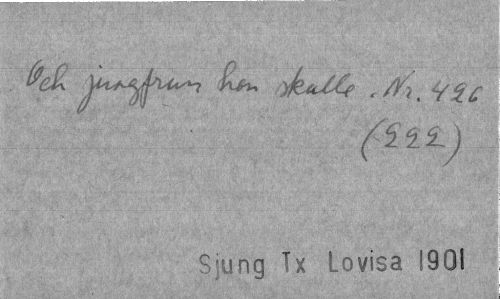 Och jungfrun hon skulle. Nr. 426
(222)
Sjung Tx Lovisa 1901